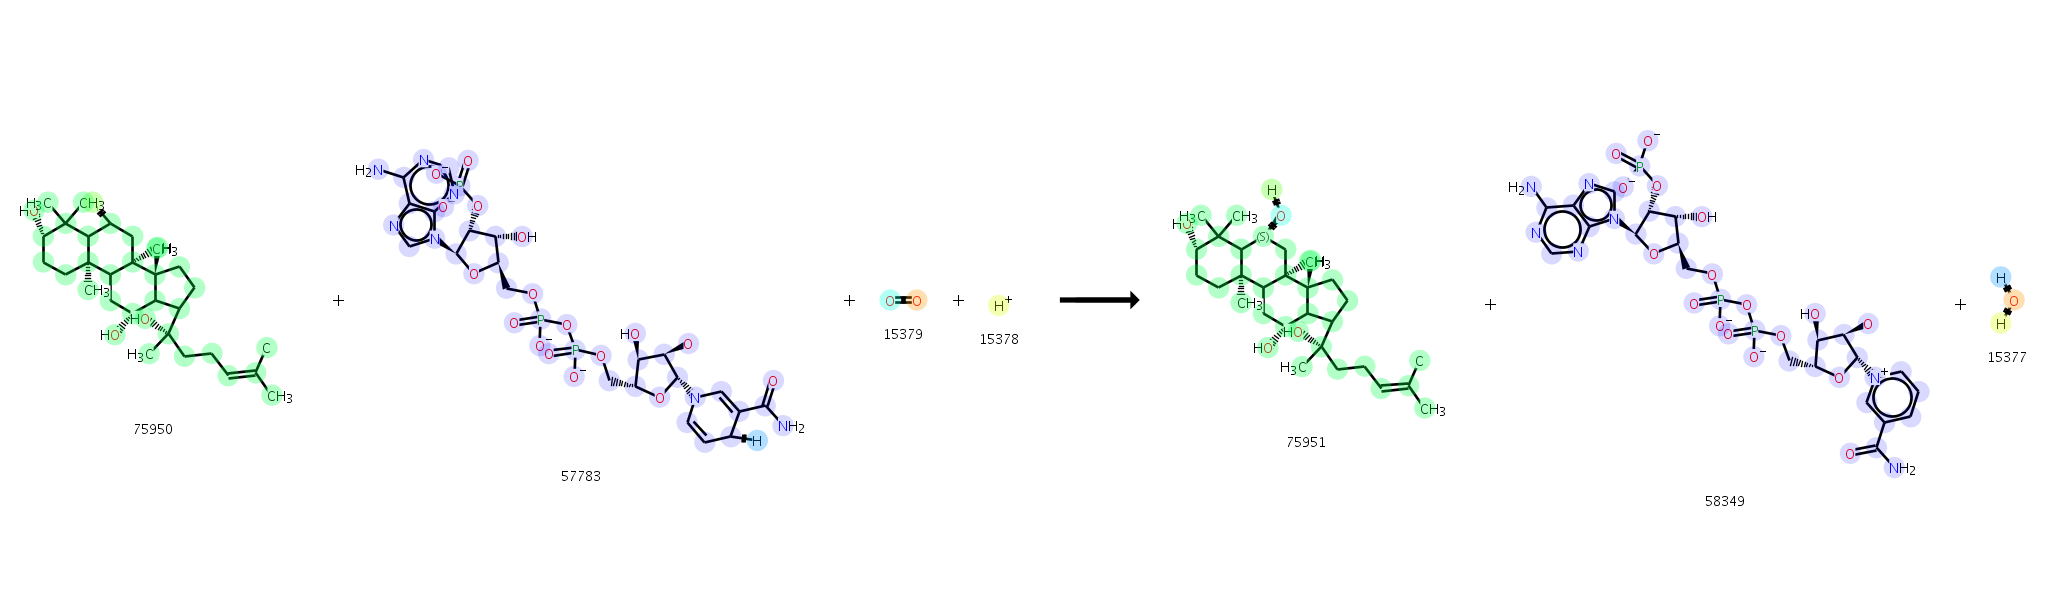 H₃C CH₃
HO
CH₃
CH₃
HO
HO
H₃C
C
CH₃
75950
+
H₂N N N N N
O⁻ P O O
O
OH
O
O
O P O
O⁻
O P O
O⁻
HO O
O
N
O
NH₂
H
57783
+
O O
15379
+
H⁺
15378
H
O
(S)
H₃C CH₃
HO
CH₃
CH₃
HO
HO
H₃C
C
CH₃
75951
+
O⁻
O P
O⁻ O
H₂N N N N N
OH
O
O
O P O
O⁻
O P O
O⁻
HO O
O
N⁺
O
NH₂
58349
+
H
O
H
15377